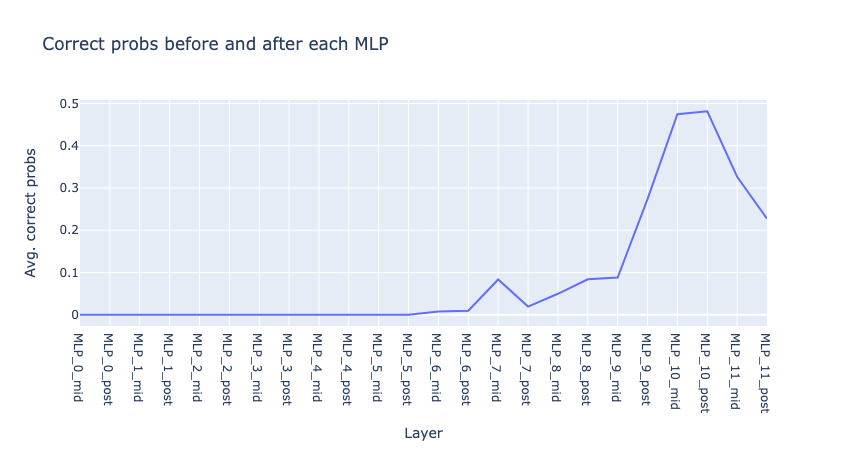 Correct probs before and after each MLP
Avg. correct probs
0.5
0.4
0.3
0.2
0.1
0
MLP_0_mid
MLP_0_post
MLP_1_mid
MLP_1_post
MLP_2_mid
MLP_2_post
MLP_3_mid
MLP_3_post
MLP_4_mid
MLP_4_post
MLP_5_mid
MLP_5_post
MLP_6_mid
MLP_6_post
MLP_7_mid
MLP_7_post
MLP_8_mid
MLP_8_post
MLP_9_mid
MLP_9_post
MLP_10_mid
MLP_10_post
MLP_11_mid
MLP_11_post
Layer